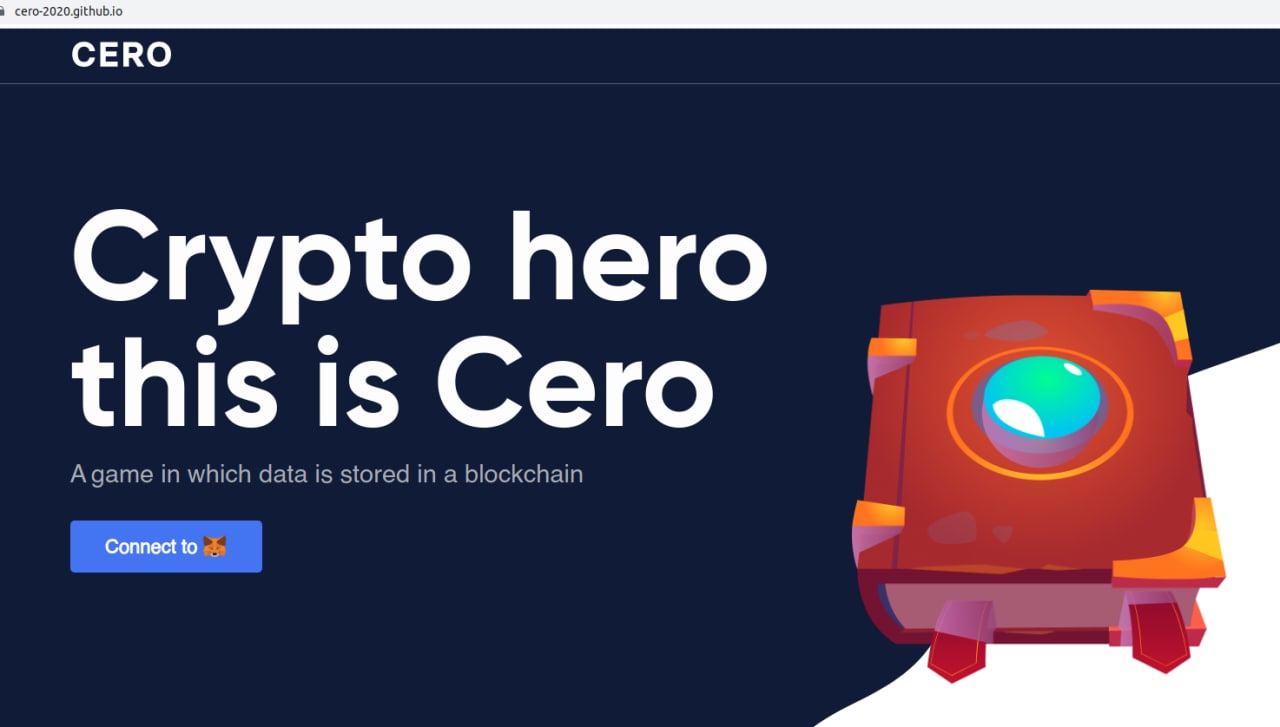 cero-2020.github.io
CERO
Crypto hero
this is Cero
A game in which data is stored in a blockchain
Connect to 🦊